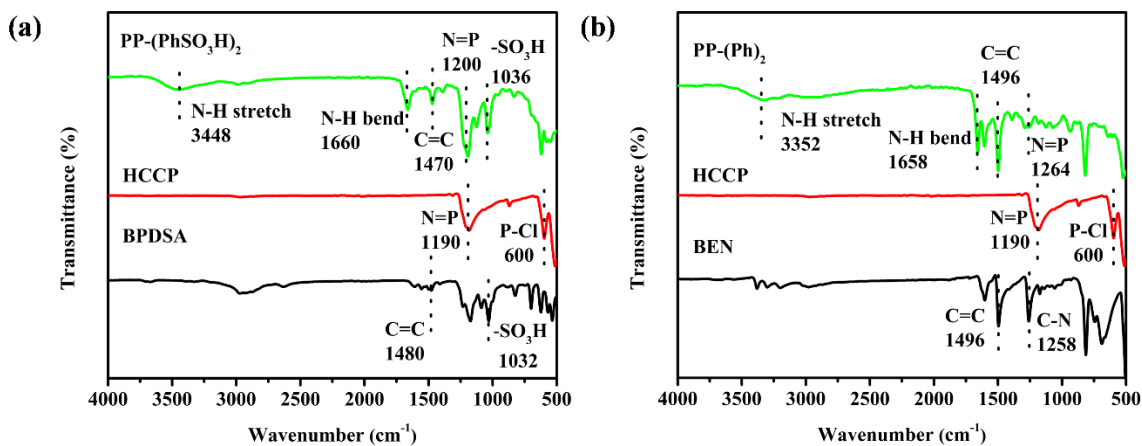 (a)
PP-(PhSO3H)2
N=P
1200
-SO3H
1036
N-H stretch
3448
N-H bend
1660
C=C
1470
HCCP
N=P
1190
P-Cl
600
BPDSA
C=C
1480
-SO3H
1032
Transmittance (%)
4000 3500 3000 2500 2000 1500 1000 500
Wavenumber (cm-1)
(b)
PP-(Ph)2
C=C
1496
N-H stretch
3352
N-H bend
1658
N=P
1264
HCCP
N=P
1190
P-Cl
600
BEN
C=C
1496
C-N
1258
Transmittance (%)
4000 3500 3000 2500 2000 1500 1000 500
Wavenumber (cm-1)